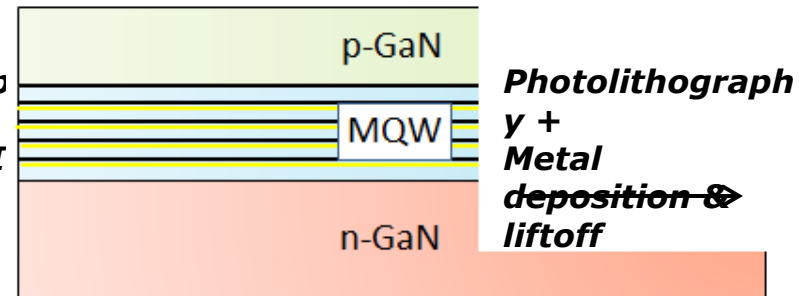 p-GaN
MQW
n-GaN
Photolithograph
y +
Metal
deposition &
liftoff